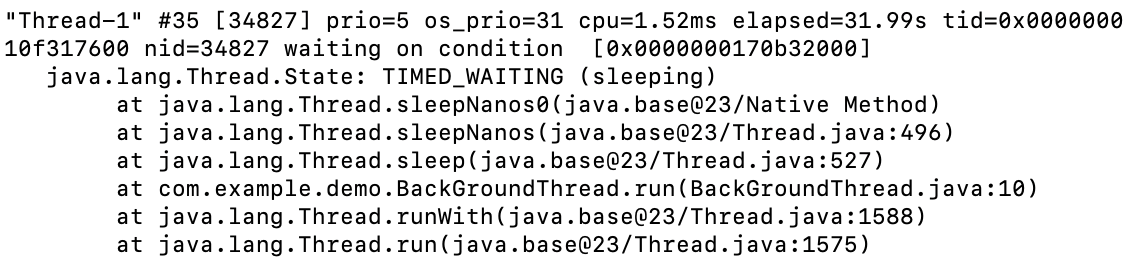 "Thread-1" #35 [34827] prio=5 os_prio=31 cpu=1.52ms elapsed=31.99s tid=0x0000000
10f317600 nid=34827 waiting on condition  [0x0000000170b32000]
   java.lang.Thread.State: TIMED_WAITING (sleeping)
        at java.lang.Thread.sleepNanos0(java.base@23/Native Method)
        at java.lang.Thread.sleepNanos(java.base@23/Thread.java:496)
        at java.lang.Thread.sleep(java.base@23/Thread.java:527)
        at com.example.demo.BackGroundThread.run(BackGroundThread.java:10)
        at java.lang.Thread.runWith(java.base@23/Thread.java:1588)
        at java.lang.Thread.run(java.base@23/Thread.java:1575)